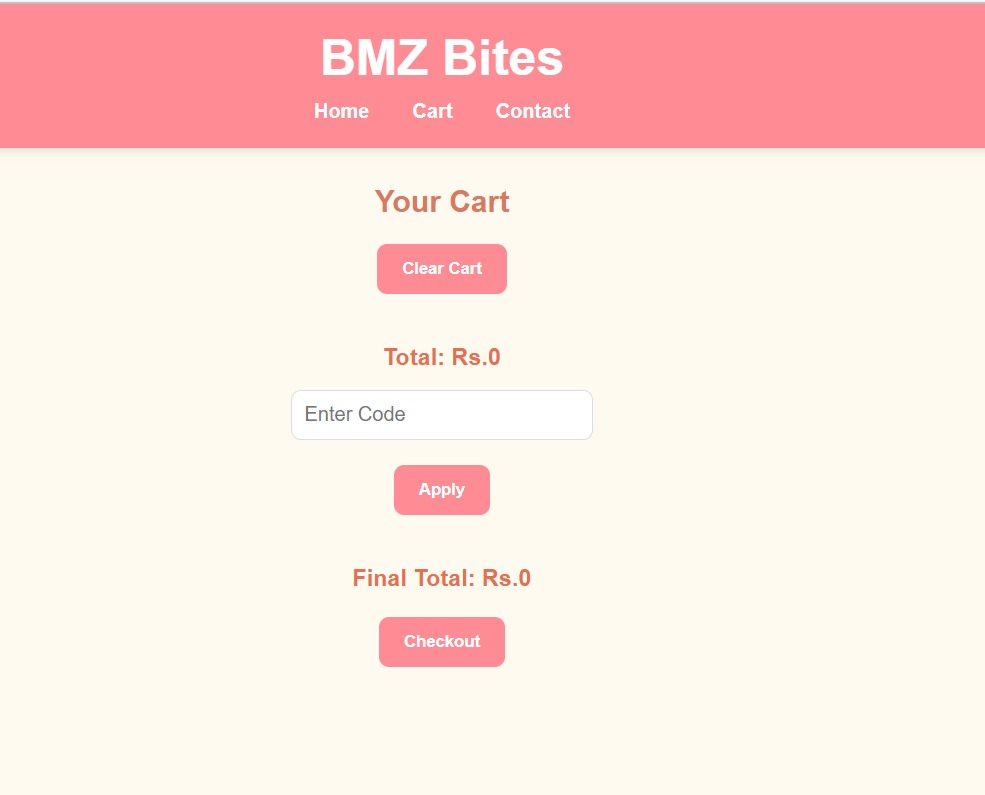 BMZ Bites
Home Cart Contact
Your Cart
Clear Cart
Total: Rs.0
Enter Code
Apply
Final Total: Rs.0
Checkout